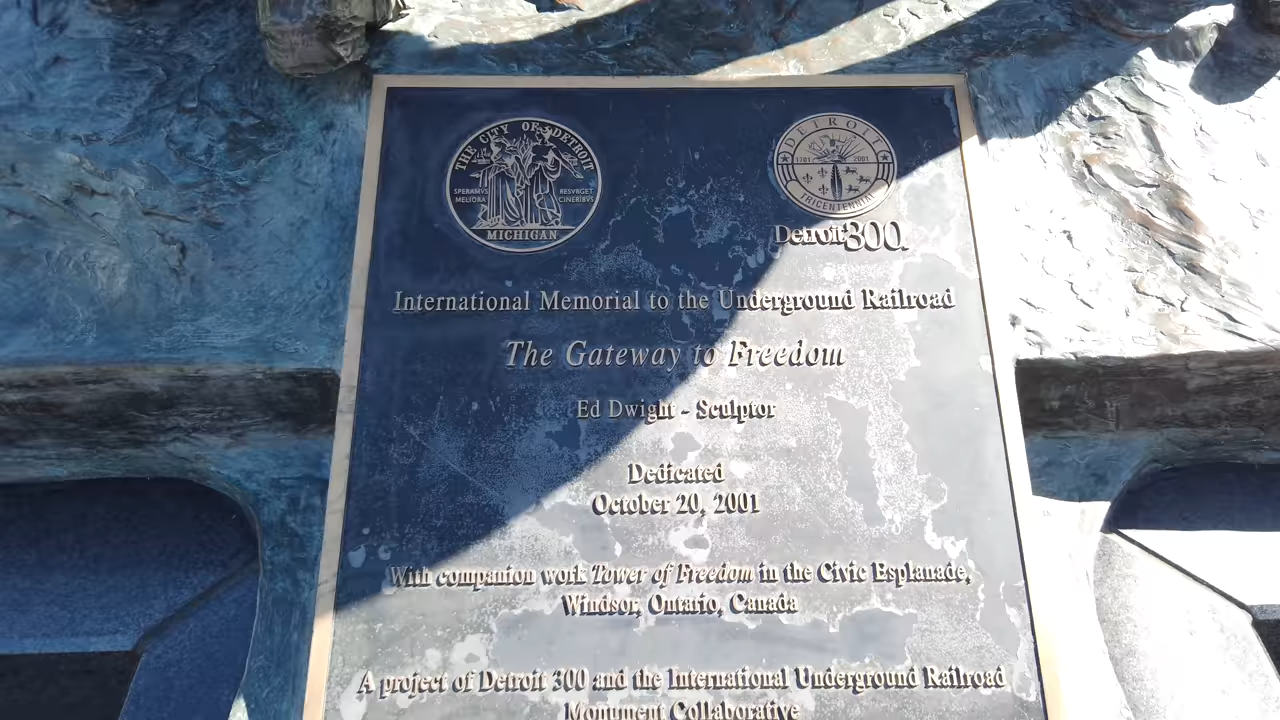 THE CITY OF DETROIT
SPERAMVS
MELIORA
RESVRGET
CINERIBVS
MICHIGAN
DETROIT
1701 2001
TRICENTENNIAL
Detroit300
International Memorial to the Underground Railroad
The Gateway to Freedom
Ed Dwight - Sculptor
Dedicated
October 20, 2001
With companion work Tower of Freedom in the Civic Esplanade,
Windsor, Ontario, Canada
A project of Detroit 300 and the International Underground Railroad
Monument Collaborative